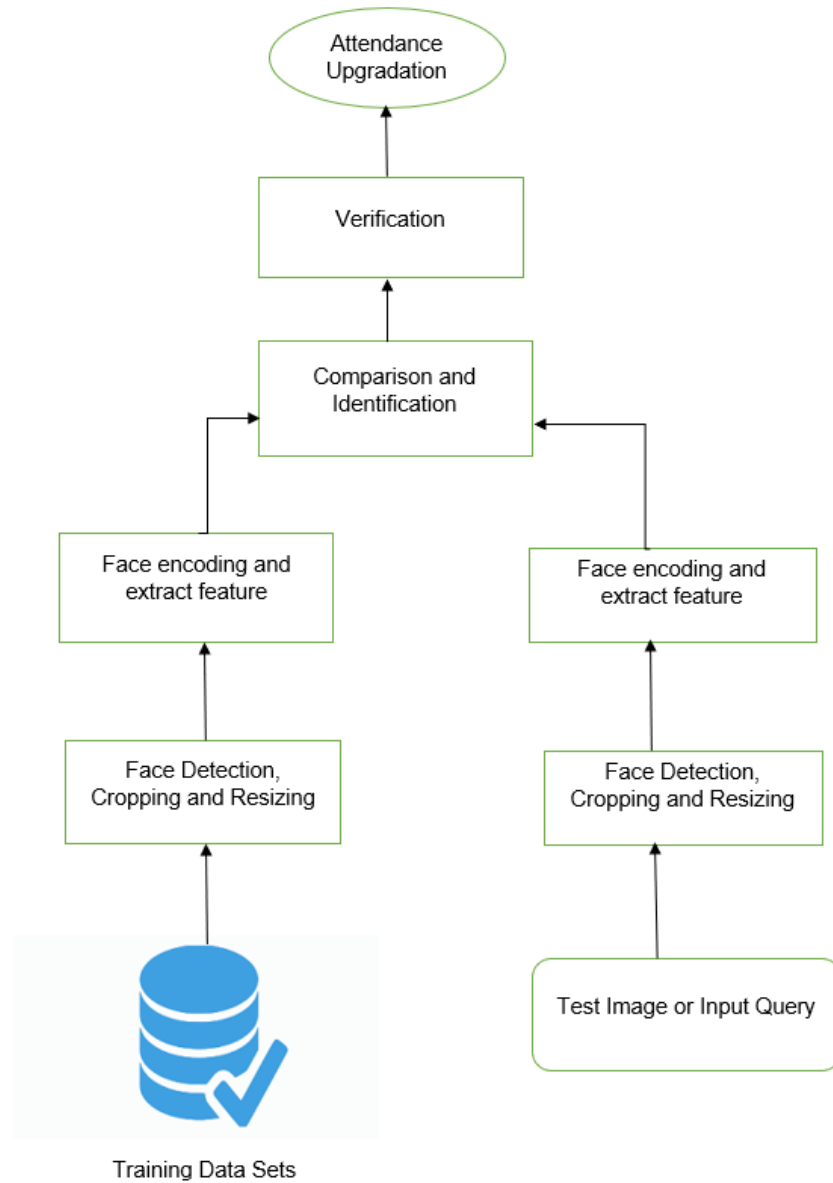 Attendance
Upgradation
Verification
Comparison and
Identification
Face encoding and
extract feature
Face encoding and
extract feature
Face Detection,
Cropping and Resizing
Face Detection,
Cropping and Resizing
Test Image or Input Query
Training Data Sets